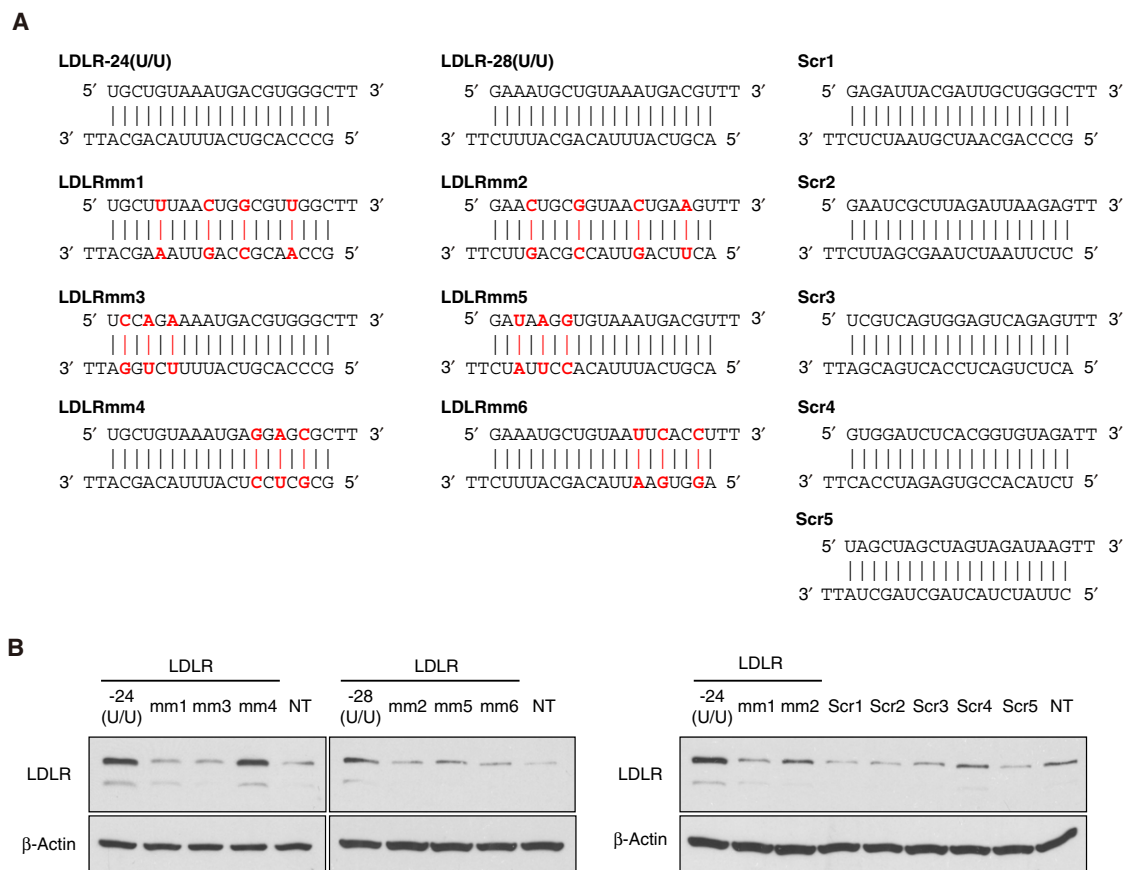 A
LDLR-24(U/U)
5′ UGCUGUAAAUGACGUGGGCUU 3′
3′ TTACGACAUUUACUGCACCCG 5′
LDLRmm1
5′ UGCUUUUAACUGGCGUUGGCTT 3′
3′ TTACGAAAUUGACCGCAACCG 5′
LDLRmm3
5′ UCCAGAAAAUGACGUGGGCTT 3′
3′ TTAGGUCUUUUACUGCACCCG 5′
LDLRmm4
5′ UGCUGUAAAUGAGGAGCGCTT 3′
3′ TTACGACAUUUACUCCUCGCG 5′
LDLR-28(U/U)
5′ GAAAUGCUGUAAAUGACGUTT 3′
3′ TTCUUUACGACAUUUACUGCA 5′
LDLRmm2
5′ GAACUGCGGUAACUGAAGUTT 3′
3′ TTCUUGACGCCAUUGACUUCA 5′
LDLRmm5
5′ GAUAAGGUGUAAAUGACGUTT 3′
3′ TTCUAUUCCACAUUUACUGCA 5′
LDLRmm6
5′ GAAAUGCUGUAAUUCACCUTT 3′
3′ TTCUUUACGACAUUAAGUGGA 5′
Scr1
5′ GAGAUUACGAUUGCUGGGCTT 3′
3′ TTCUCUAAUGCUAACGACCCG 5′
Scr2
5′ GAAUCGCUUAGAUUAAGAGTT 3′
3′ TTCUUAGCGAAUCUAAUUCUC 5′
Scr3
5′ UCGUCAGUGGAGUCAGAGUTT 3′
3′ TTAGCAGUCACCUCAGUCUCA 5′
Scr4
5′ GUGGAUCUCACGGUGUAGATT 3′
3′ TTCACCUAGAGUGCCACAUCU 5′
Scr5
5′ UAGCUAGCUAGUAGAUAAGTT 3′
3′ TTAUCGAUCGAUCAUCUAUUC 5′
B
LDLR
-24 (U/U) mm1 mm3 mm4 NT
LDLR
-28 (U/U) mm2 mm5 mm6 NT
LDLR
β-Actin
LDLR
-24 (U/U) mm1 mm2 Scr1 Scr2 Scr3 Scr4 Scr5 NT
LDLR
β-Actin